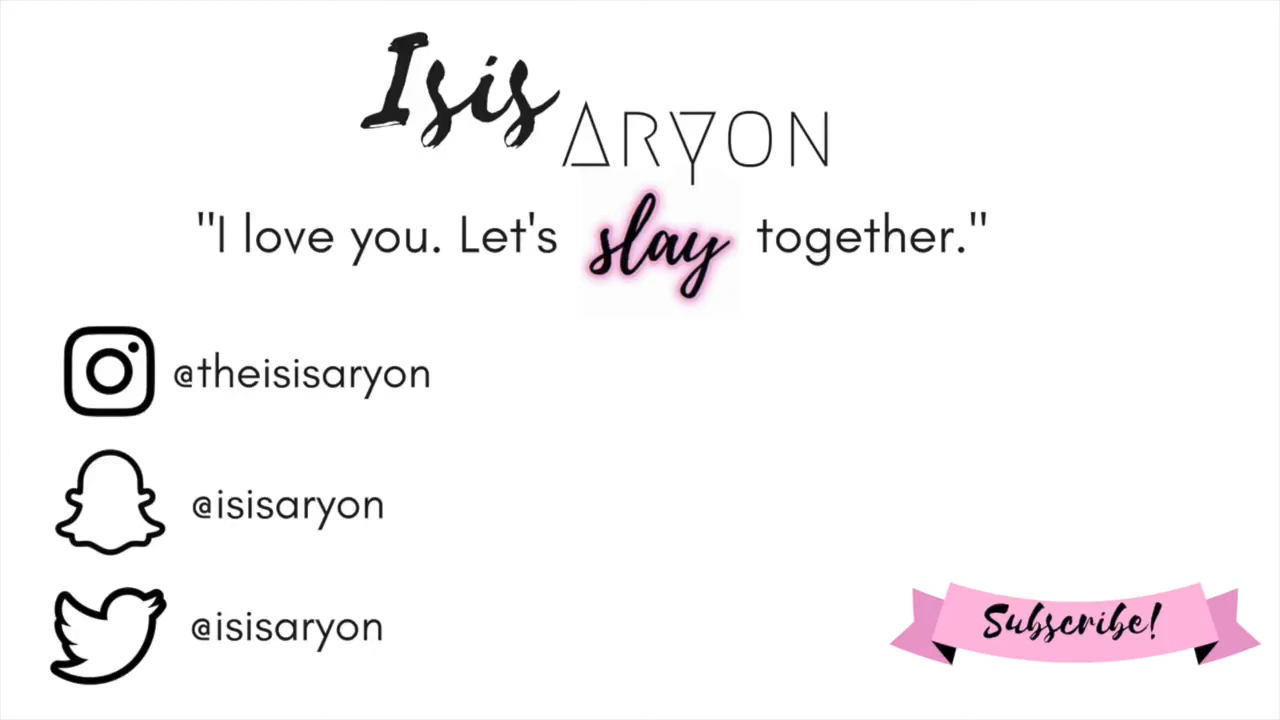 Isis ARYON
"I love you. Let's slay together."
@theisisaryon
@isisaryon
@isisaryon
Subscribe!